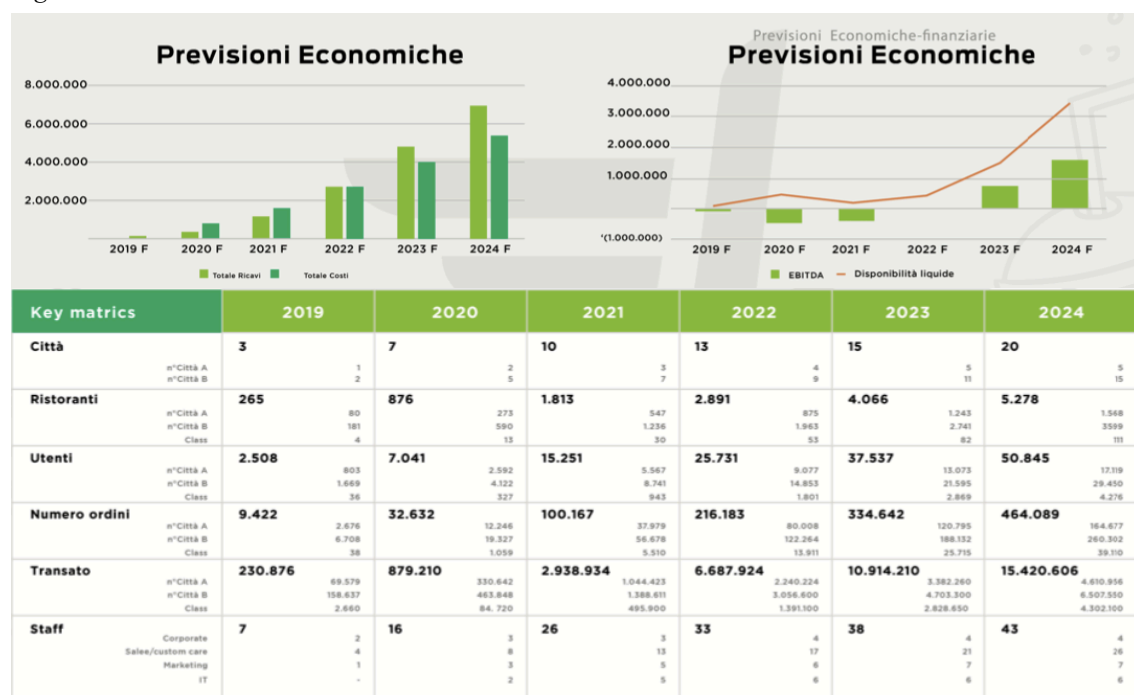 Previsioni Economiche
8.000.000
6.000.000
4.000.000
2.000.000
2019 F 2020 F 2021 F 2022 F 2023 F 2024 F
Totale Ricavi Totale Costi
Previsioni Economiche-finanziarie
Previsioni Economiche
4.000.000
3.000.000
2.000.000
1.000.000
'(1.000.000)
2019 F 2020 F 2021 F 2022 F 2023 F 2024 F
EBITDA Disponibilità liquide
Key matrics 2019 2020 2021 2022 2023 2024
Città 3 7 10 13 15 20
n°Città A 1 2 3 4 5 5
n°Città B 2 5 7 9 11 15
Ristoranti 265 876 1.813 2.891 4.066 5.278
n°Città A 80 273 547 875 1.243 1.568
n°Città B 181 590 1.236 1.963 2.741 3599
Class 4 13 30 53 82 111
Utenti 2.508 7.041 15.251 25.731 37.537 50.845
n°Città A 803 2.592 5.567 9.077 13.073 17.119
n°Città B 1.669 4.122 8.741 14.853 21.595 29.450
Class 36 327 943 1.801 2.869 4.276
Numero ordini 9.422 32.632 100.167 216.183 334.642 464.089
n°Città A 2.676 12.246 37.979 80.008 120.795 164.677
n°Città B 6.708 19.327 56.678 122.264 188.132 260.302
Class 38 1.059 5.510 13.911 25.715 39.110
Transato 230.876 879.210 2.938.934 6.687.924 10.914.210 15.420.606
n°Città A 69.579 330.642 1.044.423 2.240.224 3.382.260 4.610.956
n°Città B 158.637 463.848 1.388.611 3.056.600 4.703.300 6.507.550
Class 2.660 84. 720 495.900 1.391.100 2.828.650 4.302.100
Staff 7 16 26 33 38 43
Corporate 2 3 3 4 4 4
Salee/custom care 4 8 13 17 21 26
Marketing 1 3 5 6 7 7
IT - 2 5 6 6 6